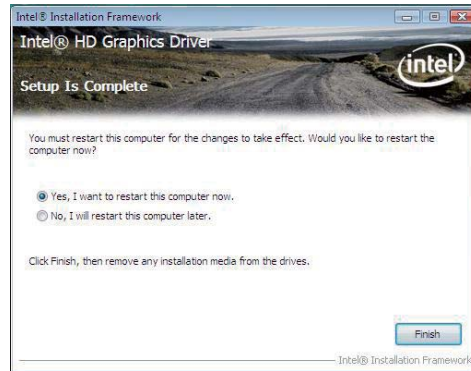 Intel® Installation Framework
Intel® HD Graphics Driver
intel
Setup Is Complete
You must restart this computer for the changes to take effect. Would you like to restart the
computer now?
Yes, I want to restart this computer now.
No, I will restart this computer later.
Click Finish, then remove any installation media from the drives.
Finish
Intel® Installation Framework